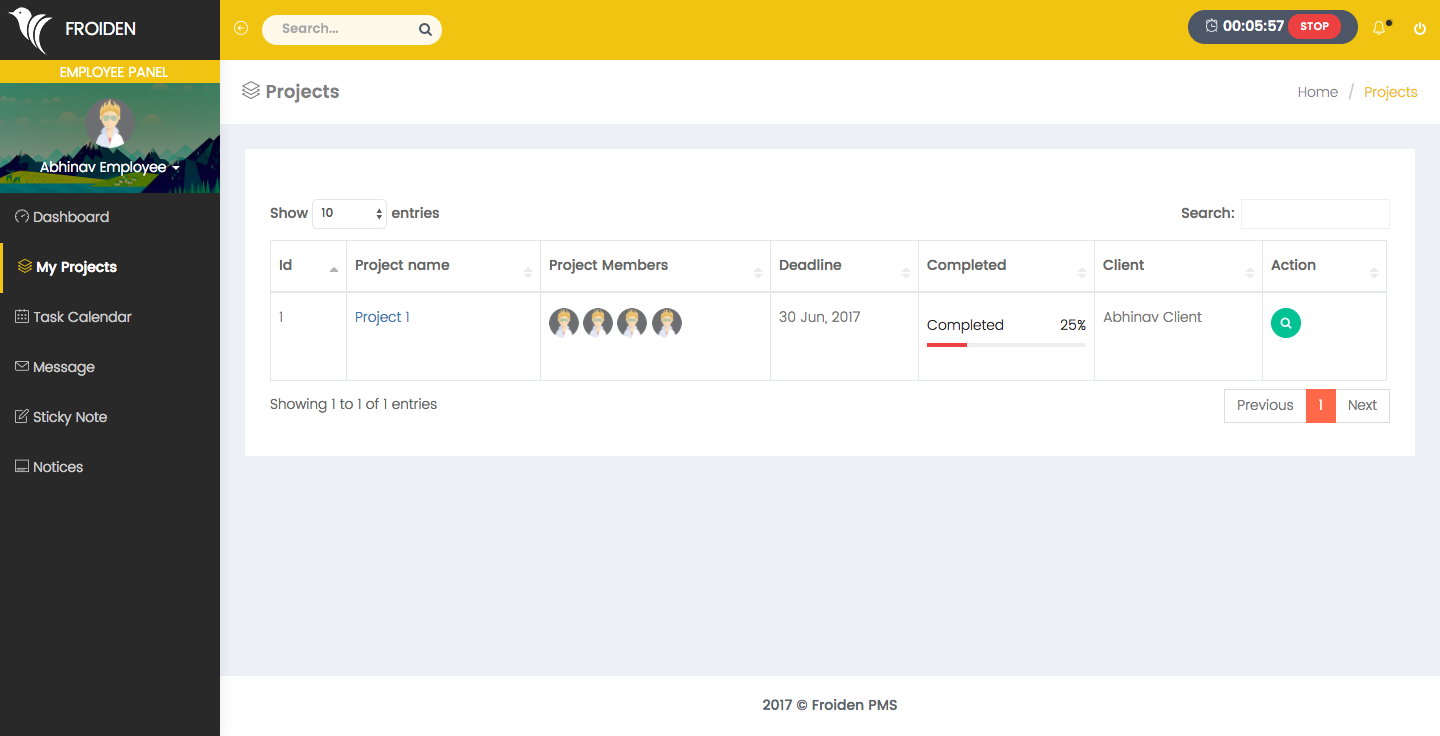 FROIDEN
Search...
00:05:57 STOP
EMPLOYEE PANEL
Abhinav Employee
Dashboard
My Projects
Task Calendar
Message
Sticky Note
Notices
Projects
Home / Projects
Show 10 entries
Search:
Id Project name Project Members Deadline Completed Client Action
1 Project 1 30 Jun, 2017 Completed 25% Abhinav Client
Showing 1 to 1 of 1 entries
Previous 1 Next
2017 © Froiden PMS